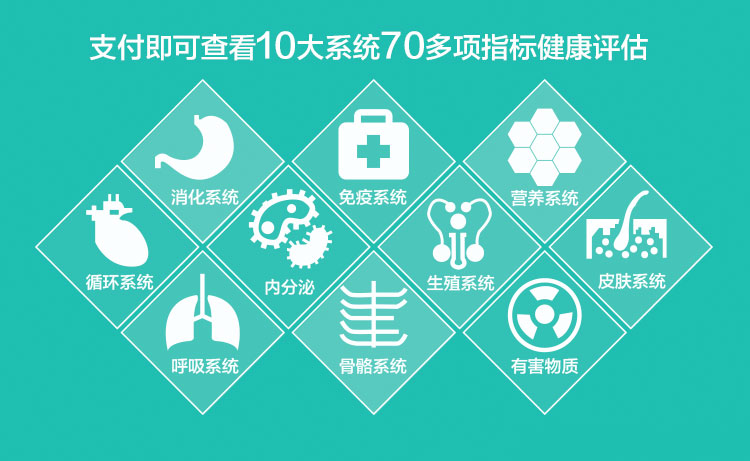 支付即可查看10大系统70多项指标健康评估
消化系统
免疫系统
营养系统
循环系统
内分泌
生殖系统
皮肤系统
呼吸系统
骨骼系统
有害物质